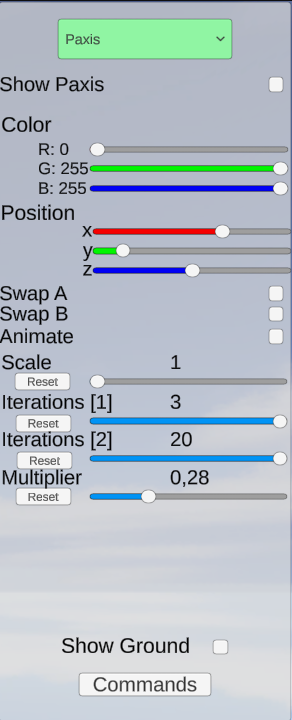 Paxis
Show Paxis
Color
R: 0
G: 255
B: 255
Position
x
y
z
Swap A
Swap B
Animate
Scale 1
Reset
Iterations [1] 3
Reset
Iterations [2] 20
Reset
Multiplier 0,28
Reset
Show Ground
Commands